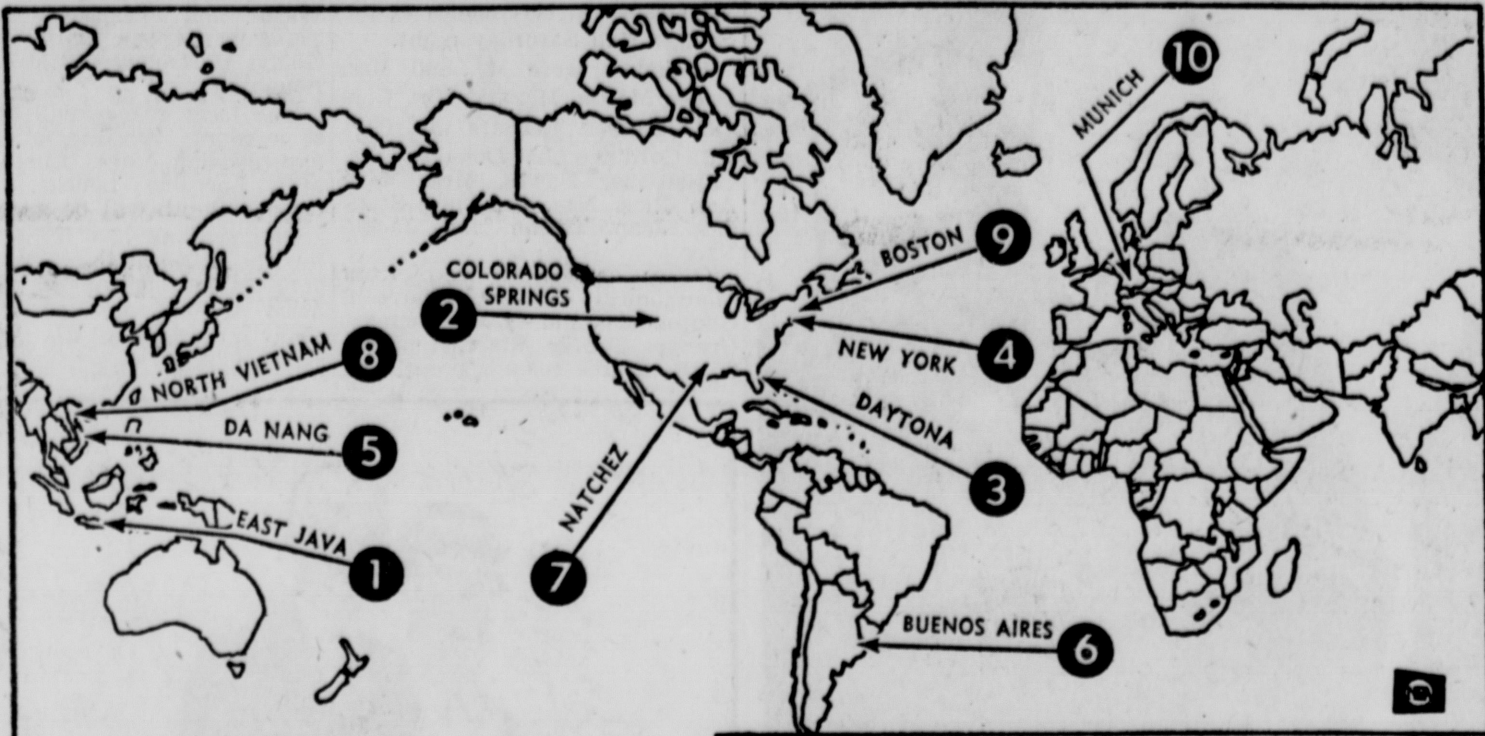 10
MUNICH
BOSTON
9
COLORADO
SPRINGS
2
NEW YORK
4
NORTH VIETNAM
8
DAYTONA
3
DA NANG
5
NATCHEZ
7
EAST JAVA
1
BUENOS AIRES
6